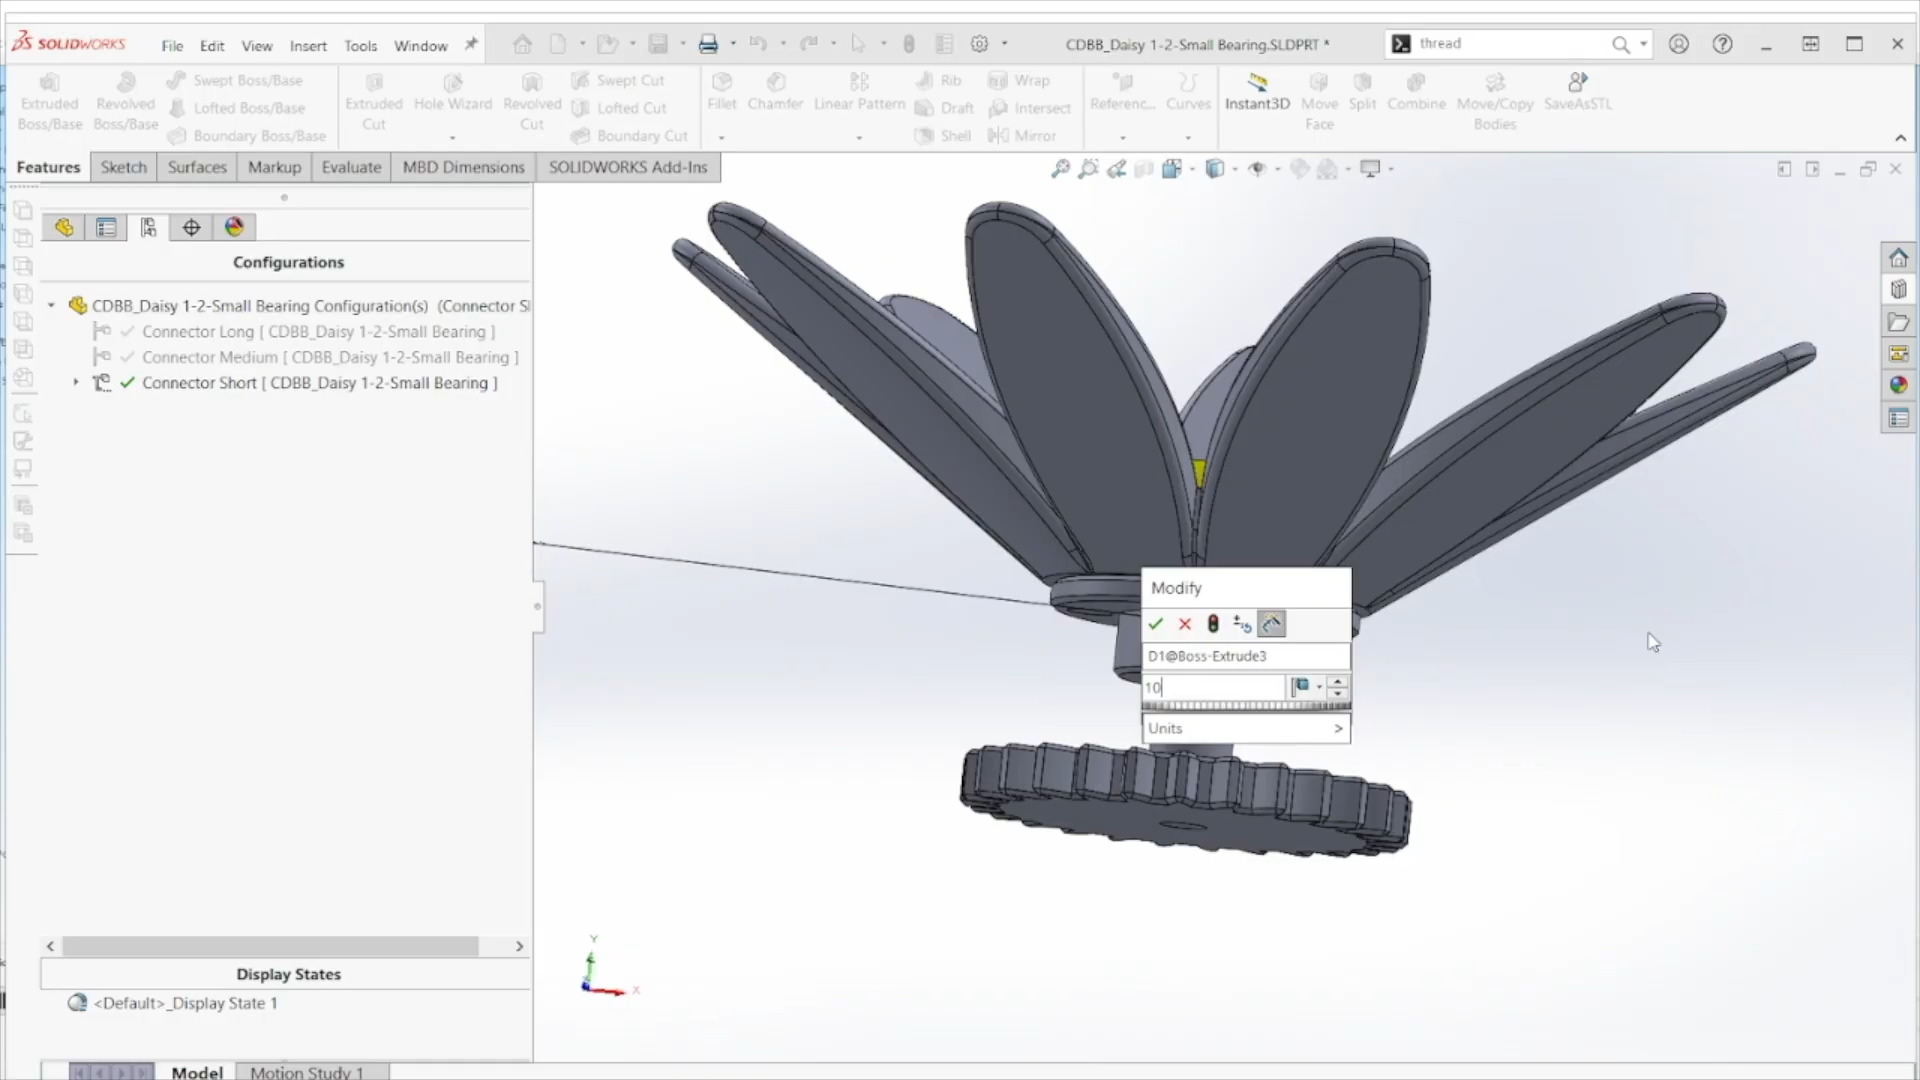 SOLIDWORKS File Edit View Insert Tools Window CDBB_Daisy 1-2-Small Bearing.SLDPRT * thread
Extruded Boss/Base
Revolved Boss/Base
Swept Boss/Base
Lofted Boss/Base
Boundary Boss/Base
Extruded Cut
Hole Wizard
Revolved Cut
Swept Cut
Lofted Cut
Boundary Cut
Fillet
Chamfer
Linear Pattern
Rib
Draft
Shell
Wrap
Intersect
Mirror
Referenc...
Curves
Instant3D
Move Face
Split
Combine
Move/Copy Bodies
SaveAsSTL
Features Sketch Surfaces Markup Evaluate MBD Dimensions SOLIDWORKS Add-Ins
Configurations
CDBB_Daisy 1-2-Small Bearing Configuration(s) (Connector S
Connector Long [ CDBB_Daisy 1-2-Small Bearing ]
Connector Medium [ CDBB_Daisy 1-2-Small Bearing ]
Connector Short [ CDBB_Daisy 1-2-Small Bearing ]
Modify
D1@Boss-Extrude3
10
Units >
Y
X
Display States
<Default>_Display State 1
Model Motion Study 1